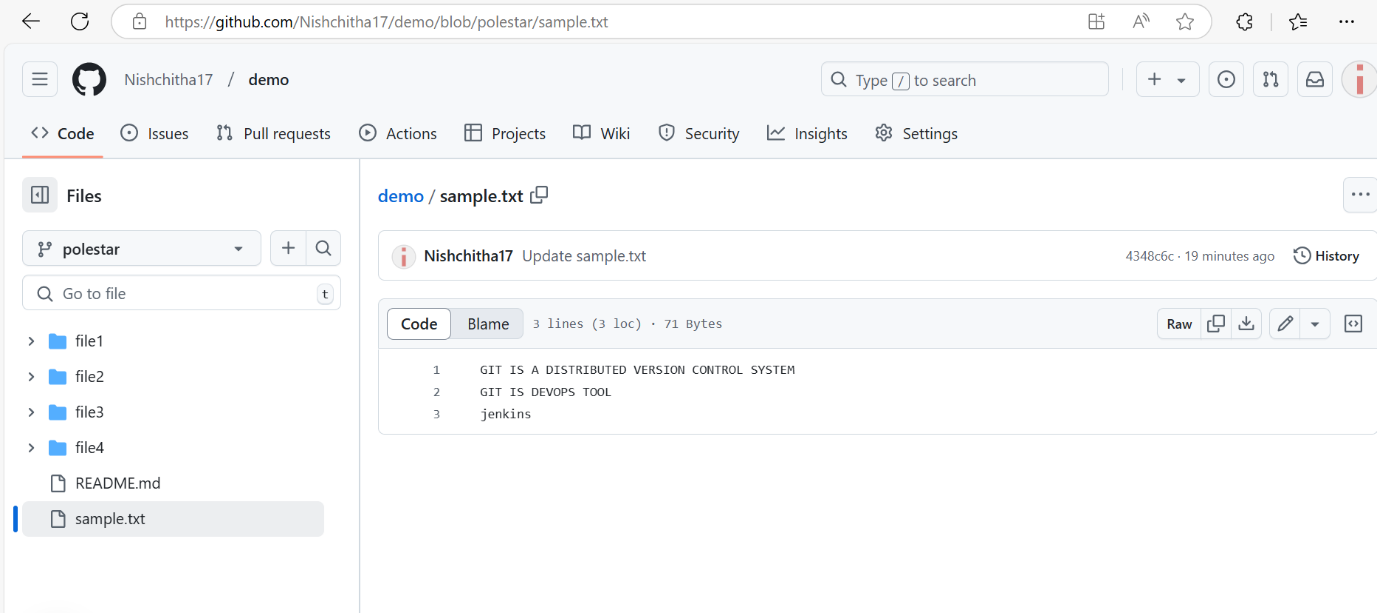 https://github.com/Nishchitha17/demo/blob/polestar/sample.txt
Nishchitha17 / demo
Type / to search
Code Issues Pull requests Actions Projects Wiki Security Insights Settings
Files
demo / sample.txt
polestar
Nishchitha17 Update sample.txt 4348c6c · 19 minutes ago History
Go to file t
Code Blame 3 lines (3 loc) · 71 Bytes Raw
file1
file2
file3
file4
README.md
sample.txt
1 GIT IS A DISTRIBUTED VERSION CONTROL SYSTEM
2 GIT IS DEVOPS TOOL
3 jenkins